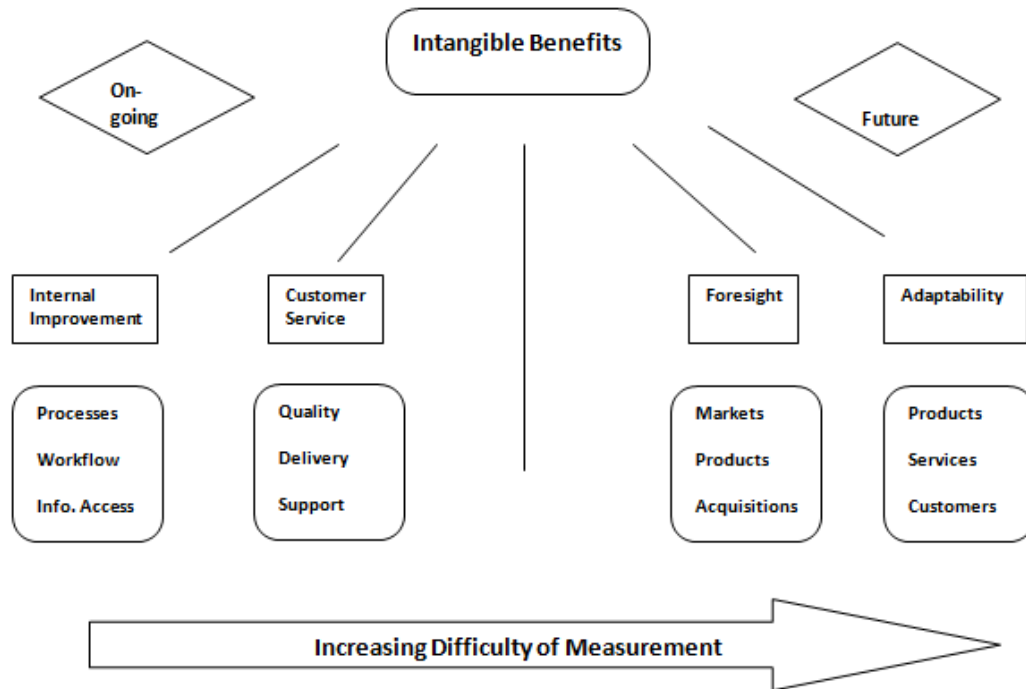 Intangible Benefits
On-
going
Future
Internal
Improvement
Customer
Service
Foresight
Adaptability
Processes
Workflow
Info. Access
Quality
Delivery
Support
Markets
Products
Acquisitions
Products
Services
Customers
Increasing Difficulty of Measurement